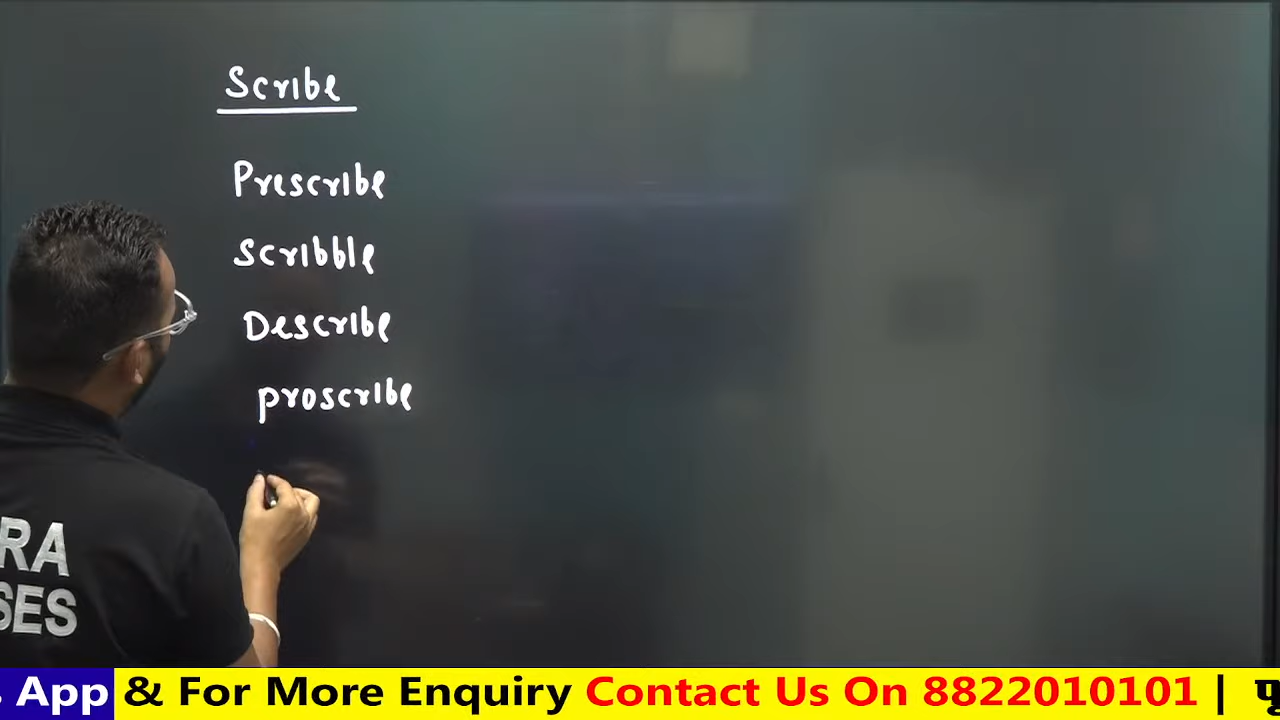 Scribe
Prescribe
Scribble
Describe
proscribe
RA
SES
App & For More Enquiry Contact Us On 8822010101 |